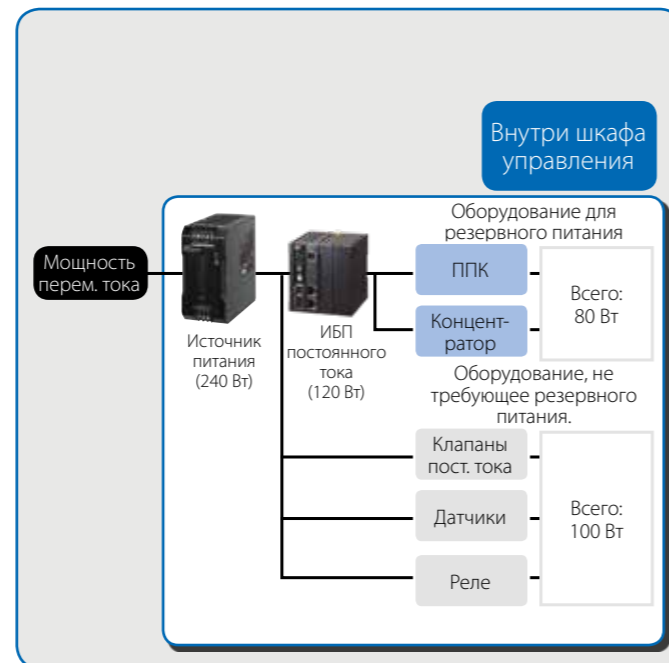 Внутри шкафа
управления
Мощность
перем. тока
Источник
питания
(240 Вт)
ИБП
постоянного
тока
(120 Вт)
Оборудование для
резервного питания
ППК
Концент-
ратор
Всего:
80 Вт
Оборудование, не
требующее резервного
питания.
Клапаны
пост. тока
Датчики
Реле
Всего:
100 Вт